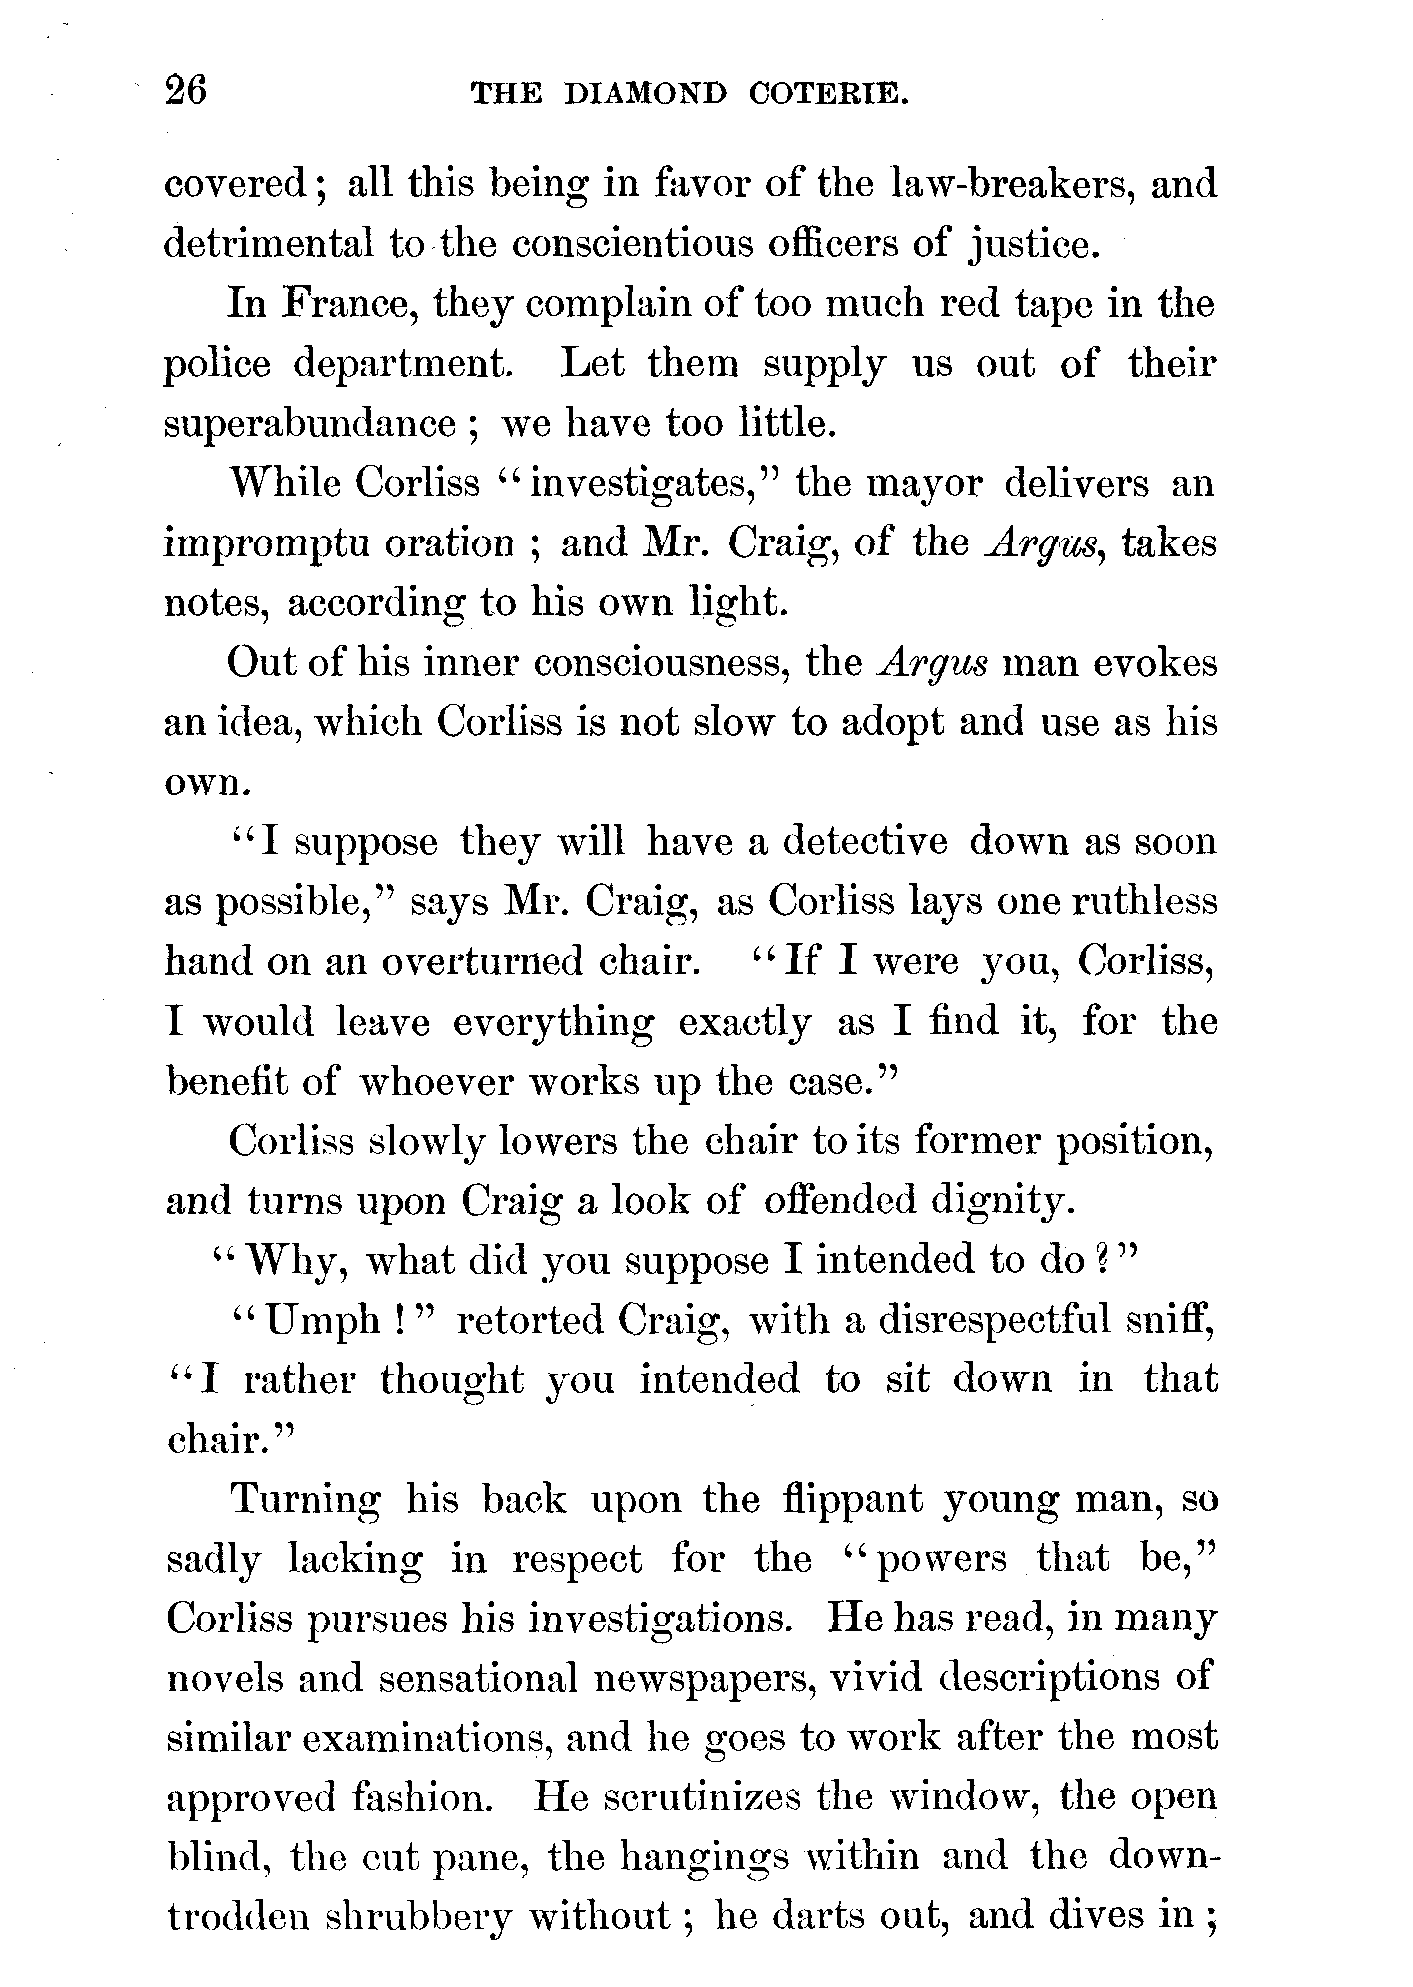 26 THE DIAMOND COTERIE.
covered; all this being in favor of the law-breakers, and
detrimental to the conscientious officers of justice.
In France, they complain of too much red tape in the
police department. Let them supply us out of their
superabundance; we have too little.
While Corliss "investigates," the mayor delivers an
impromptu oration; and Mr. Craig, of the Argus, takes
notes, according to his own light.
Out of his inner consciousness, the Argus man evokes
an idea, which Corliss is not slow to adopt and use as his
own.
"I suppose they will have a detective down as soon
as possible," says Mr. Craig, as Corliss lays one ruthless
hand on an overturned chair. "If I were you, Corliss,
I would leave everything exactly as I find it, for the
benefit of whoever works up the case."
Corliss slowly lowers the chair to its former position,
and turns upon Craig a look of offended dignity.
"Why, what did you suppose I intended to do?"
"Umph!" retorted Craig, with a disrespectful sniff,
"I rather thought you intended to sit down in that
chair."
Turning his back upon the flippant young man, so
sadly lacking in respect for the "powers that be,"
Corliss pursues his investigations. He has read, in many
novels and sensational newspapers, vivid descriptions of
similar examinations, and he goes to work after the most
approved fashion. He scrutinizes the window, the open
blind, the cut pane, the hangings within and the down-
trodden shrubbery without; he darts out, and dives in;